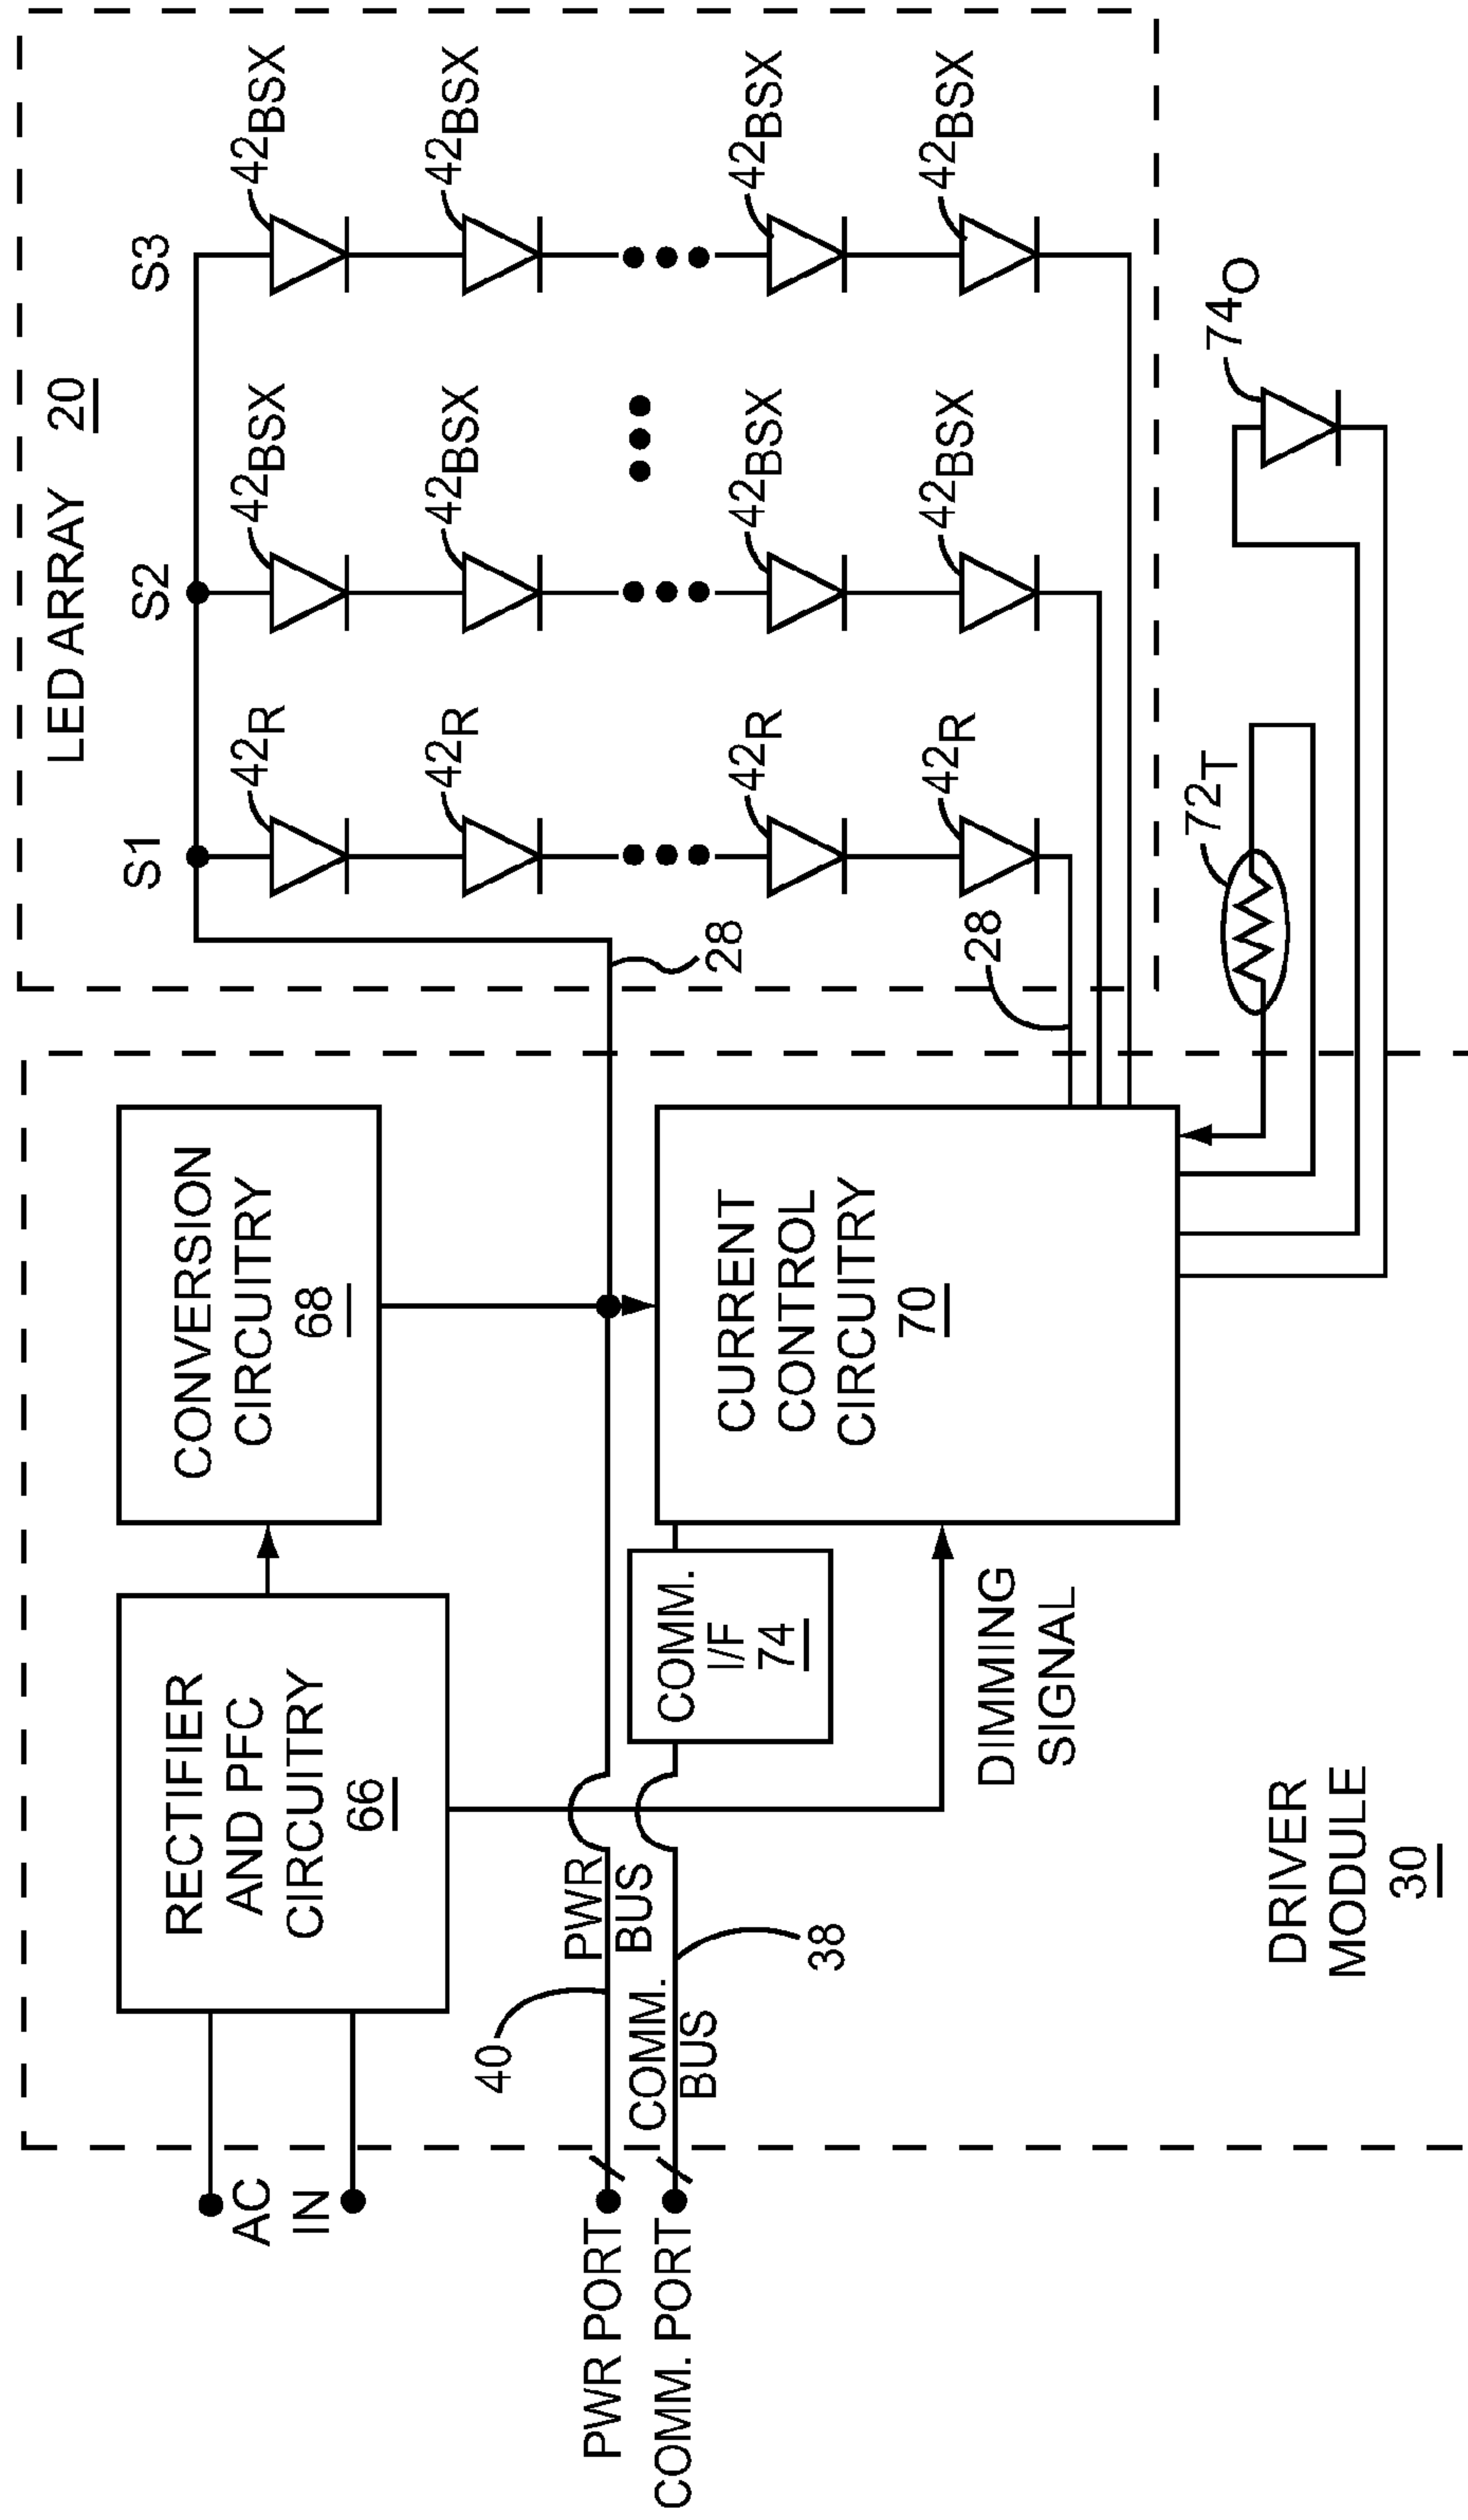 LED ARRAY 20
S1
S2
S3
42R
42BSX
42BSX
42R
42BSX
42BSX
42R
42BSX
42BSX
42R
42BSX
42BSX
28
28
72T
74O
RECTIFIER
AND PFC
CIRCUITRY
66
CONVERSION
CIRCUITRY
68
AC
IN
40
PWR
BUS
PWR PORT
COMM.
BUS
COMM. PORT
38
COMM.
I/F
74
CURRENT
CONTROL
CIRCUITRY
70
DIMMING
SIGNAL
DRIVER
MODULE
30